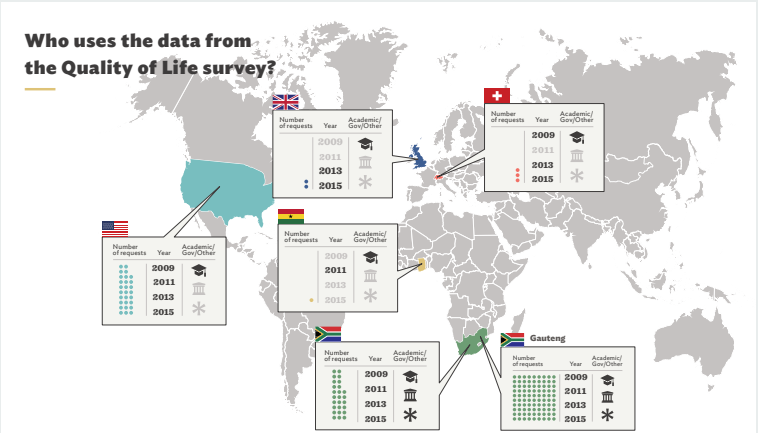 Who uses the data from
the Quality of Life survey?
Number
of requests
Year
Academic/
Gov/Other
2009
2011
2013
2015
Number
of requests
Year
Academic/
Gov/Other
2009
2011
2013
2015
Number
of requests
Year
Academic/
Gov/Other
2009
2011
2013
2015
Number
of requests
Year
Academic/
Gov/Other
2009
2011
2013
2015
Number
of requests
Year
Academic/
Gov/Other
2009
2011
2013
2015
Gauteng
Number
of requests
Year
Academic/
Gov/Other
2009
2011
2013
2015